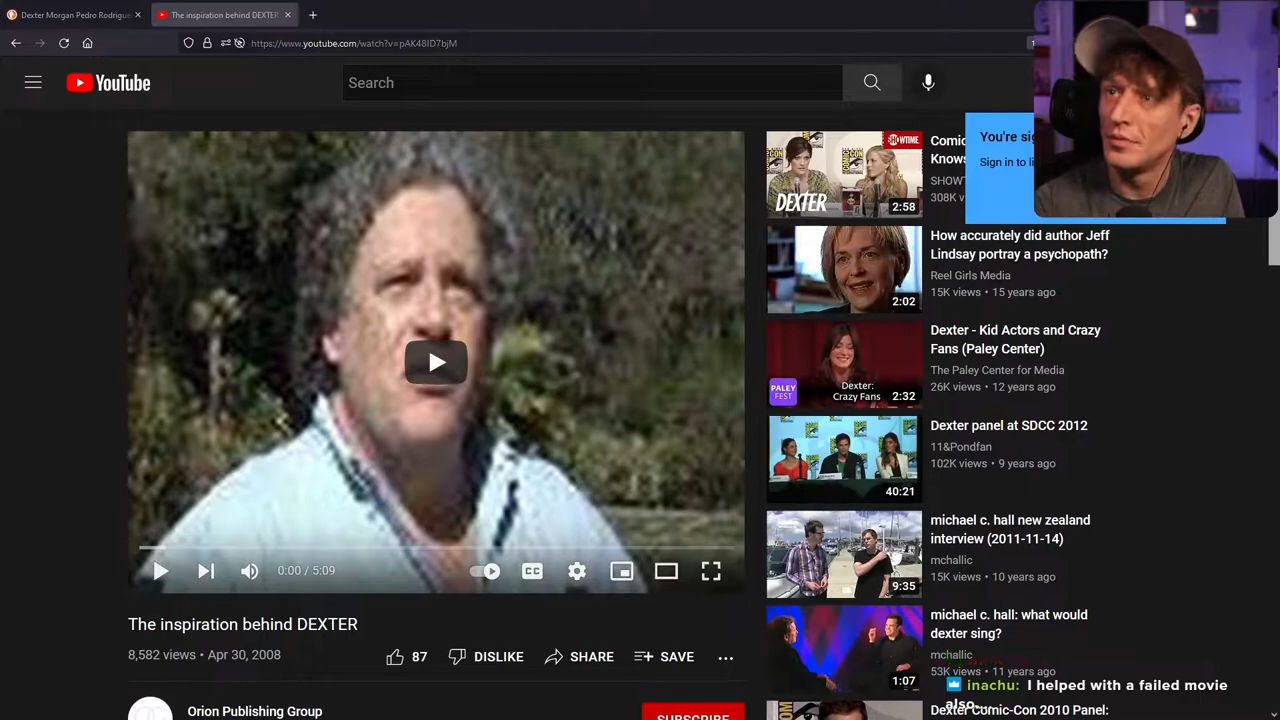 Dexter Morgan Pedro Rodrigue
The inspiration behind DEXTER
https://www.youtube.com/watch?v=pAK48ID7bjM
YouTube
Search
You're sig
Sign in to li
0:00 / 5:09
CC
The inspiration behind DEXTER
8,582 views • Apr 30, 2008
87
DISLIKE
SHARE
SAVE
Orion Publishing Group
SUBSCRIBE
SHOWTIME
COMIC CON
DEXTER
2:58
Comic
Knows
SHOWT
308K
2:02
How accurately did author Jeff
Lindsay portray a psychopath?
Reel Girls Media
15K views • 15 years ago
PALEY
FEST
Dexter:
Crazy Fans
2:32
Dexter - Kid Actors and Crazy
Fans (Paley Center)
The Paley Center for Media
26K views • 12 years ago
40:21
Dexter panel at SDCC 2012
11&Pondfan
102K views • 9 years ago
9:35
michael c. hall new zealand
interview (2011-11-14)
mchallic
15K views • 10 years ago
1:07
michael c. hall: what would
dexter sing?
mchallic
53K views • 11 years ago
inachu: I helped with a failed movie
also...
Dexter Comic-Con 2010 Panel: